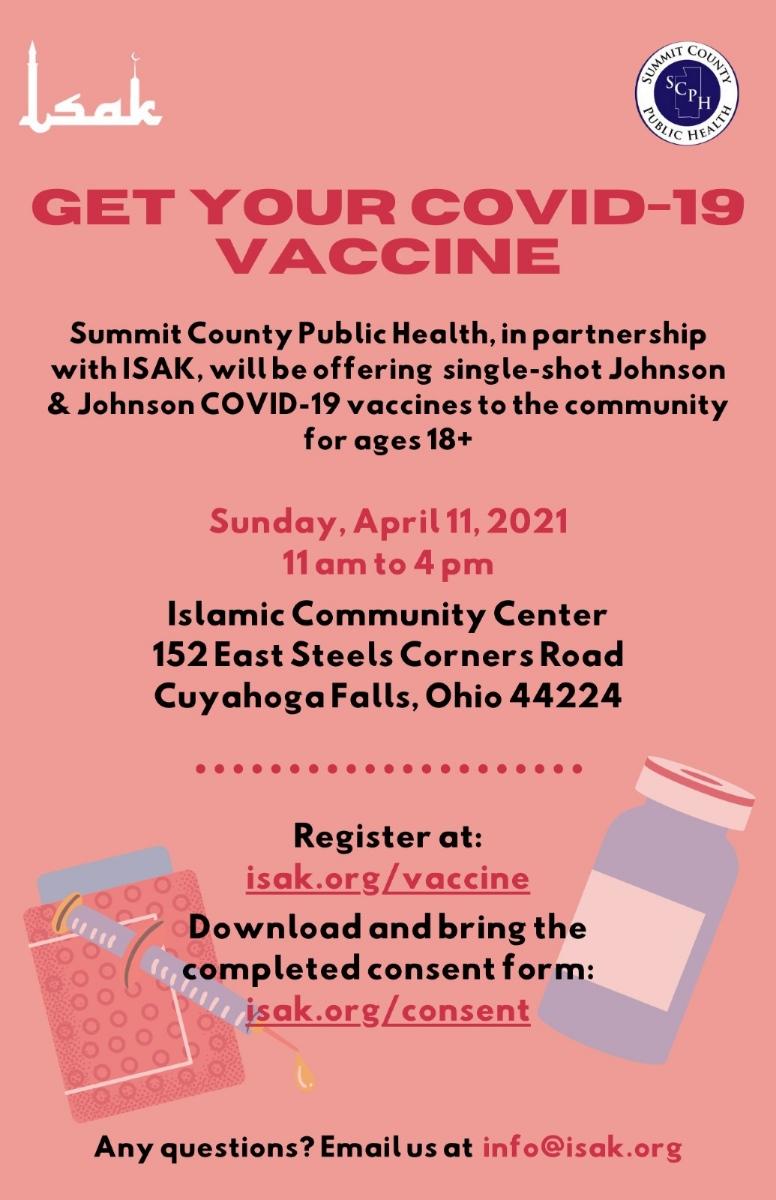 Isak
SUMMIT COUNTY
SCPH
PUBLIC HEALTH
GET YOUR COVID-19
VACCINE
Summit County Public Health, in partnership
with ISAK, will be offering single-shot Johnson
& Johnson COVID-19 vaccines to the community
for ages 18+
Sunday, April 11, 2021
11 am to 4 pm
Islamic Community Center
152 East Steels Corners Road
Cuyahoga Falls, Ohio 44224
Register at:
isak.org/vaccine
Download and bring the
completed consent form:
isak.org/consent
Any questions? Email us at info@isak.org